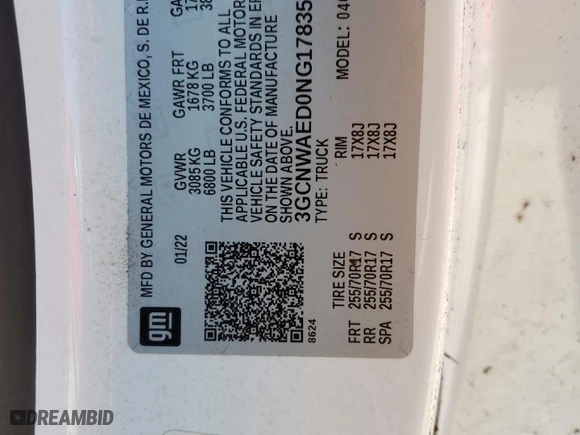 MFD BY GENERAL MOTORS DE MEXICO, S. DE R.
01/22
GVWR GAWR FRT
3085 KG 1678 KG
6800 LB 3700 LB
THIS VEHICLE CONFORMS TO ALL
APPLICABLE U.S. FEDERAL MOTOR
VEHICLE SAFETY STANDARDS IN
ON THE DATE OF MANUFACTURE
SHOWN ABOVE.
3GCNWAED0NG17835
TYPE: TRUCK
gm
8624
TIRE SIZE RIM
FRT 255/70R17 S 17X8J
RR 255/70R17 S 17X8J
SPA 255/70R17 S 17X8J
© DREAMBID